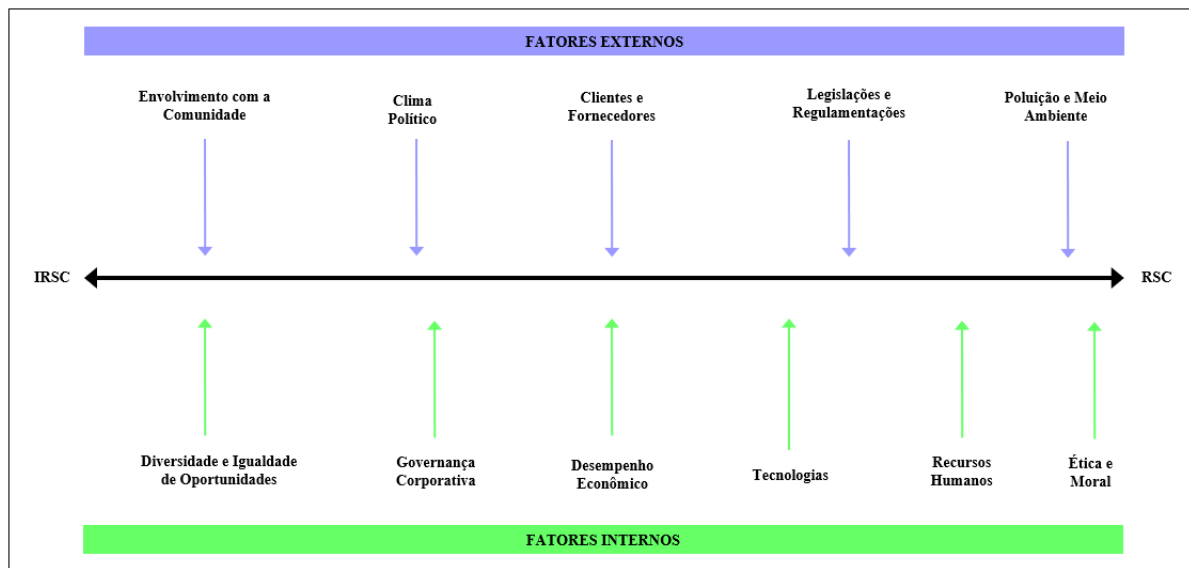 FATORES EXTERNOS
Envolvimento com a
Comunidade
Clima
Político
Clientes e
Fornecedores
Legislações e
Regulamentações
Poluição e Meio
Ambiente
IRSC
RSC
Diversidade e Igualdade
de Oportunidades
Governança
Corporativa
Desempenho
Econômico
Tecnologias
Recursos
Humanos
Ética e
Moral
FATORES INTERNOS